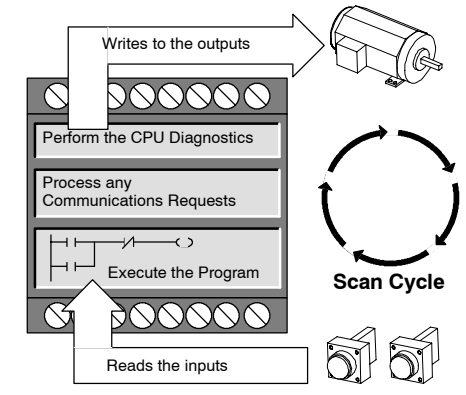 Writes to the outputs
Perform the CPU Diagnostics
Process any
Communications Requests
Execute the Program
Scan Cycle
Reads the inputs